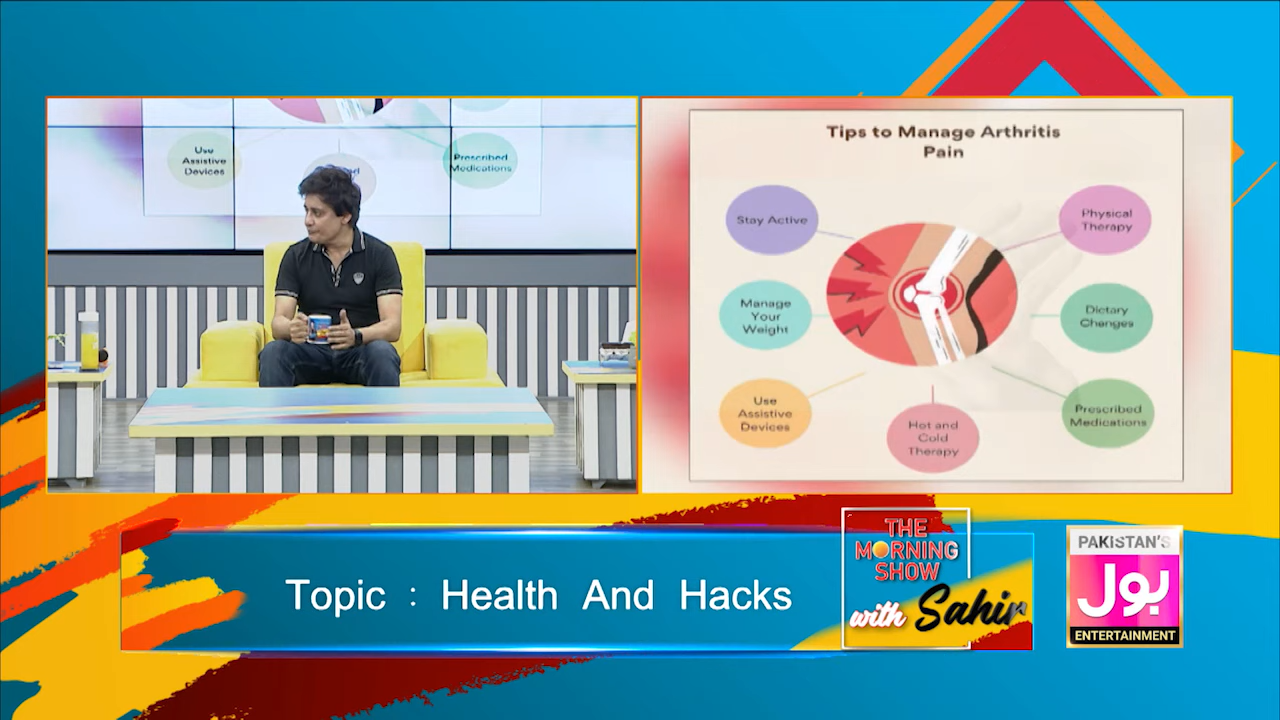 Use
Assistive
Devices
Prescribed
Medications
Tips to Manage Arthritis
Pain
Stay Active
Physical
Therapy
Manage
Your
Weight
Dietary
Changes
Use
Assistive
Devices
Hot and
Cold
Therapy
Prescribed
Medications
Topic : Health And Hacks
THE
MORNING
SHOW
with Sahir
PAKISTAN'S
بول
ENTERTAINMENT